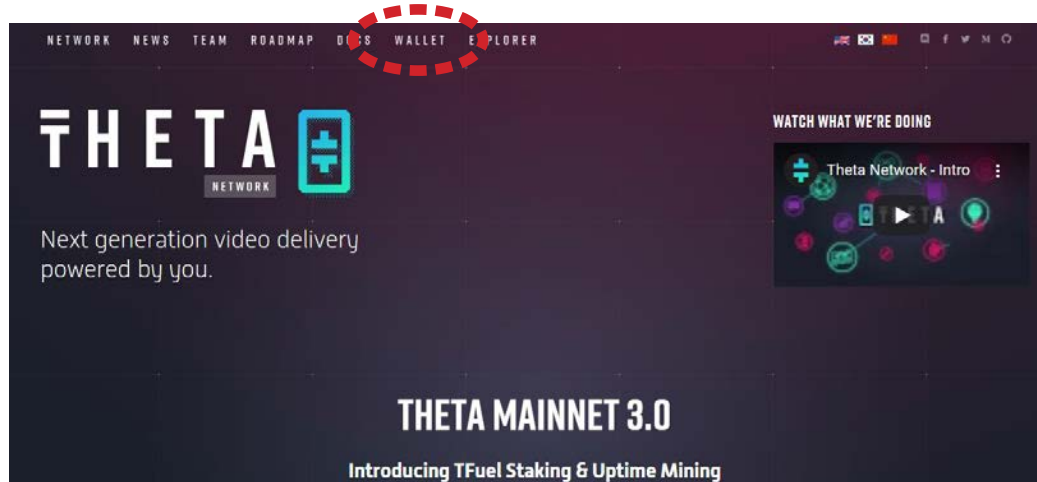 NETWORK NEWS TEAM ROADMAP DOCS WALLET EXPLORER
THETA
NETWORK
Next generation video delivery
powered by you.
WATCH WHAT WE'RE DOING
Theta Network - Intro
THETA
THETA MAINNET 3.0
Introducing TFuel Staking & Uptime Mining